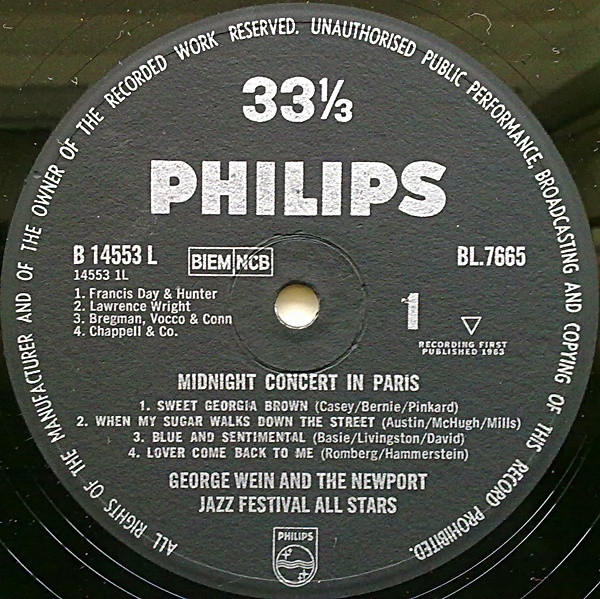 ALL RIGHTS OF THE MANUFACTURER AND OF THE OWNER OF THE RECORDED WORK RESERVED. UNAUTHORISED PUBLIC PERFORMANCE, BROADCASTING AND COPYING OF THIS RECORD PROHIBITED.
33⅓
PHILIPS
B 14553 L
14553 1L
BIEM NCB
BL.7665
1. Francis Day & Hunter
2. Lawrence Wright
3. Bregman, Vocco & Conn
4. Chappell & Co.
1
RECORDING FIRST
PUBLISHED 1963
MIDNIGHT CONCERT IN PARIS
1. SWEET GEORGIA BROWN (Casey/Bernie/Pinkard)
2. WHEN MY SUGAR WALKS DOWN THE STREET (Austin/McHugh/Mills)
3. BLUE AND SENTIMENTAL (Basie/Livingston/David)
4. LOVER COME BACK TO ME (Romberg/Hammerstein)
GEORGE WEIN AND THE NEWPORT
JAZZ FESTIVAL ALL STARS
PHILIPS